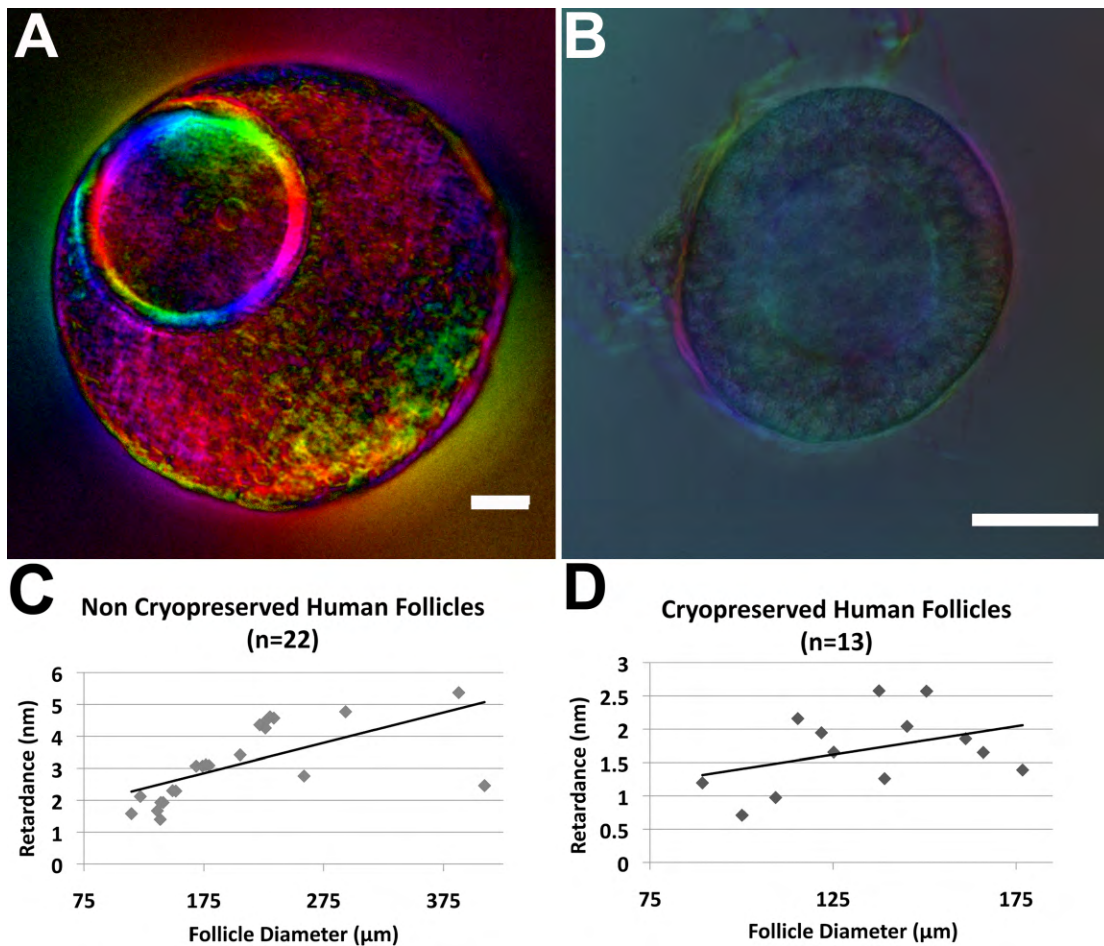 A
B
C
Non Cryopreserved Human Follicles
(n=22)
Retardance (nm)
6
5
4
3
2
1
0
75 175 275 375
Follicle Diameter (µm)
D
Cryopreserved Human Follicles
(n=13)
Retardance (nm)
3
2.5
2
1.5
1
0.5
0
75 125 175
Follicle Diameter (µm)